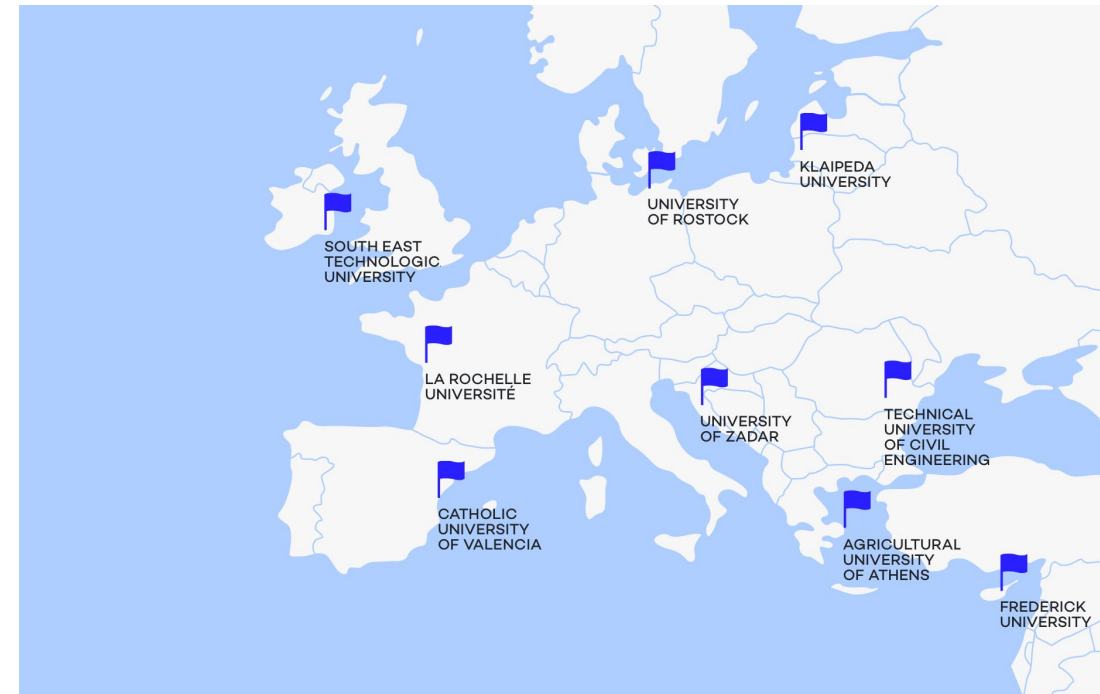 KLAIPEDA
UNIVERSITY
UNIVERSITY
OF ROSTOCK
SOUTH EAST
TECHNOLOGIC
UNIVERSITY
LA ROCHELLE
UNIVERSITÉ
UNIVERSITY
OF ZADAR
TECHNICAL
UNIVERSITY
OF CIVIL
ENGINEERING
CATHOLIC
UNIVERSITY
OF VALENCIA
AGRICULTURAL
UNIVERSITY
OF ATHENS
FREDERICK
UNIVERSITY